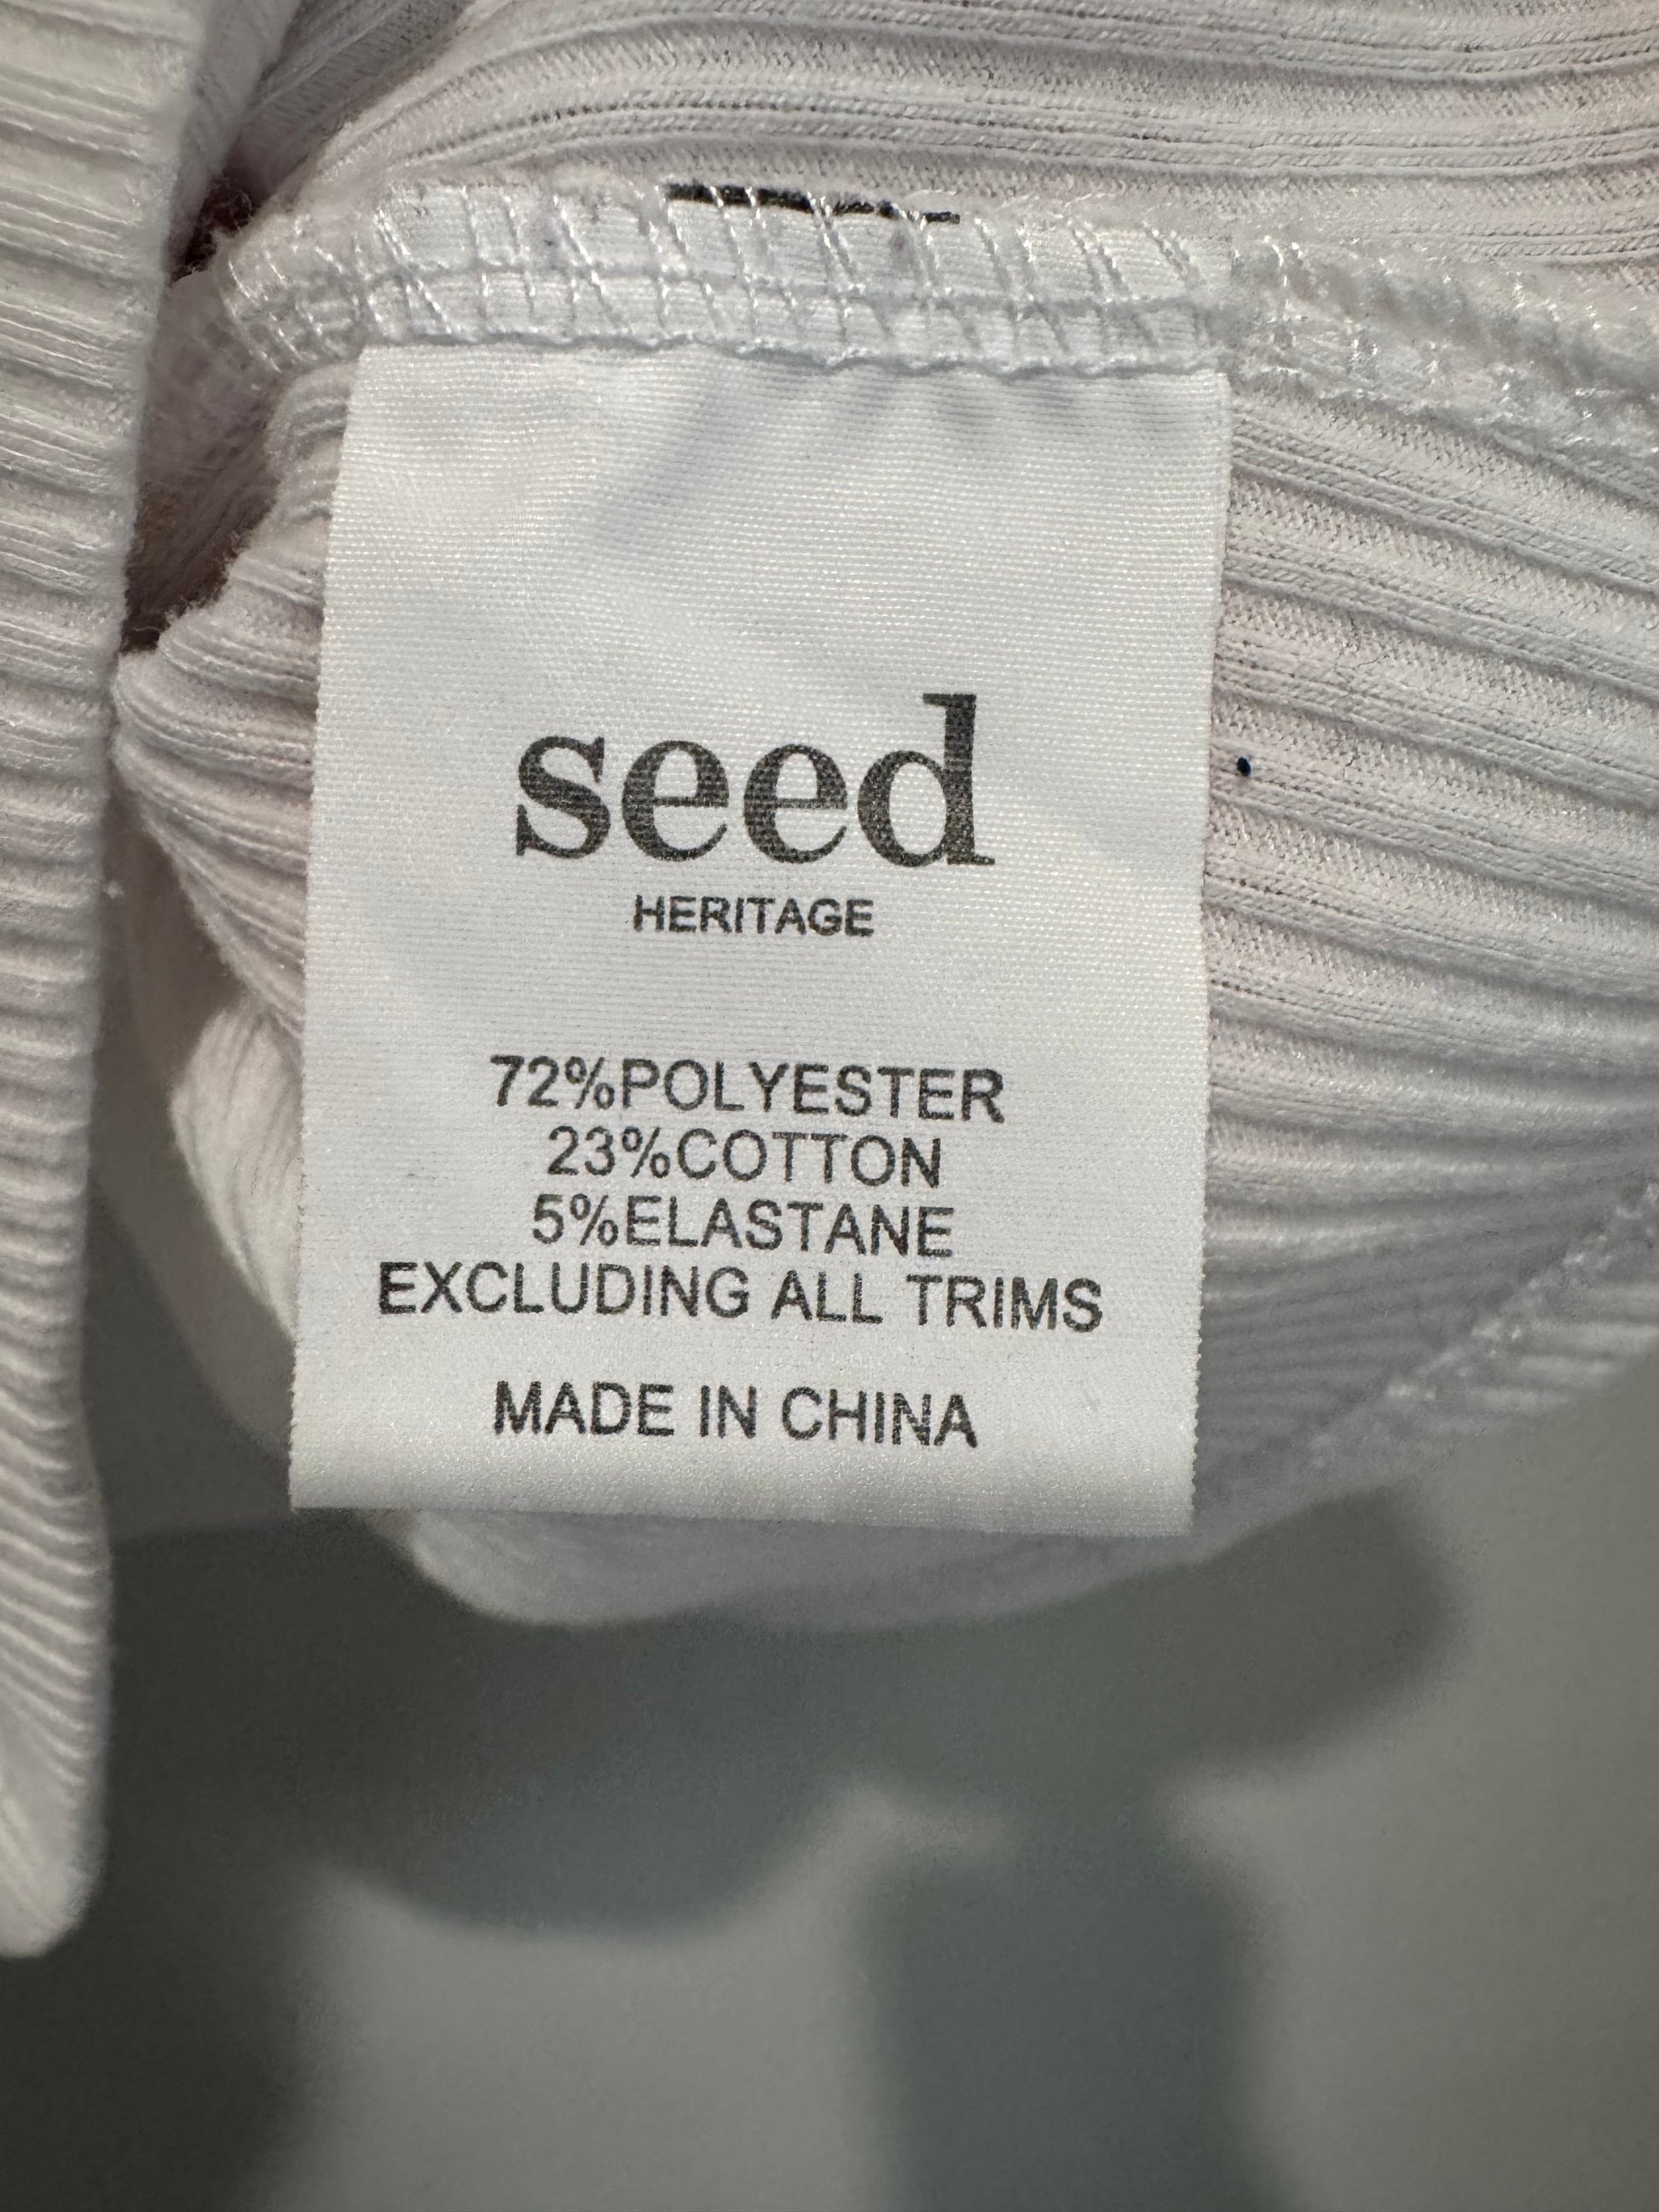 seed
HERITAGE
72%POLYESTER
23%COTTON
5%ELASTANE
EXCLUDING ALL TRIMS
MADE IN CHINA